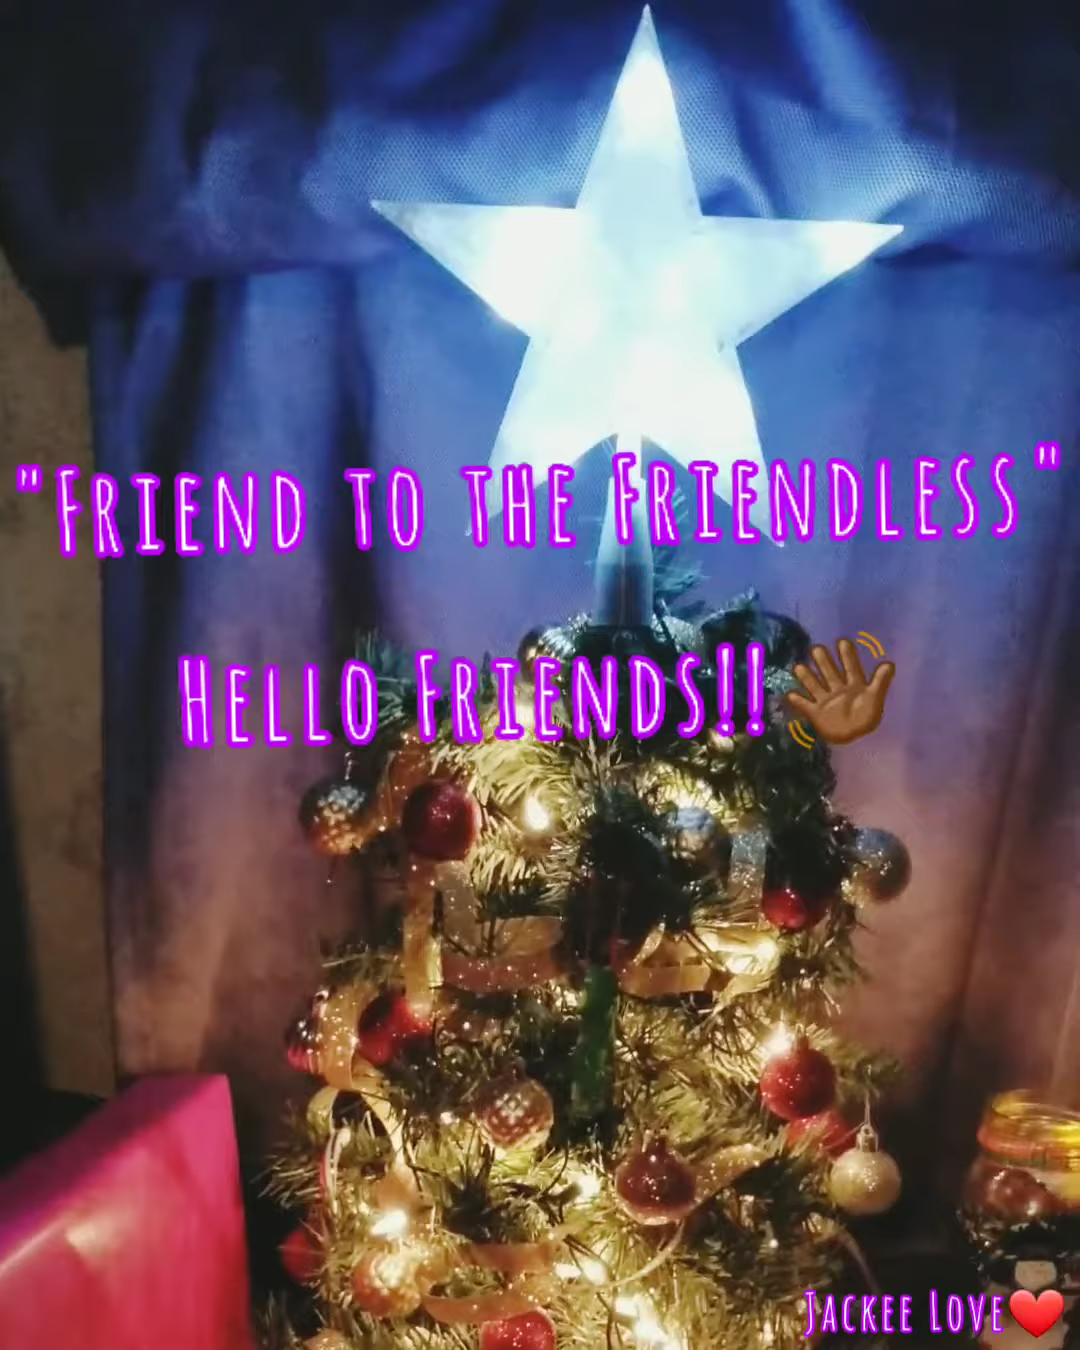 "Friend to the Friendless"
Hello Friends!! 👋🏾
Jackee Love❤️